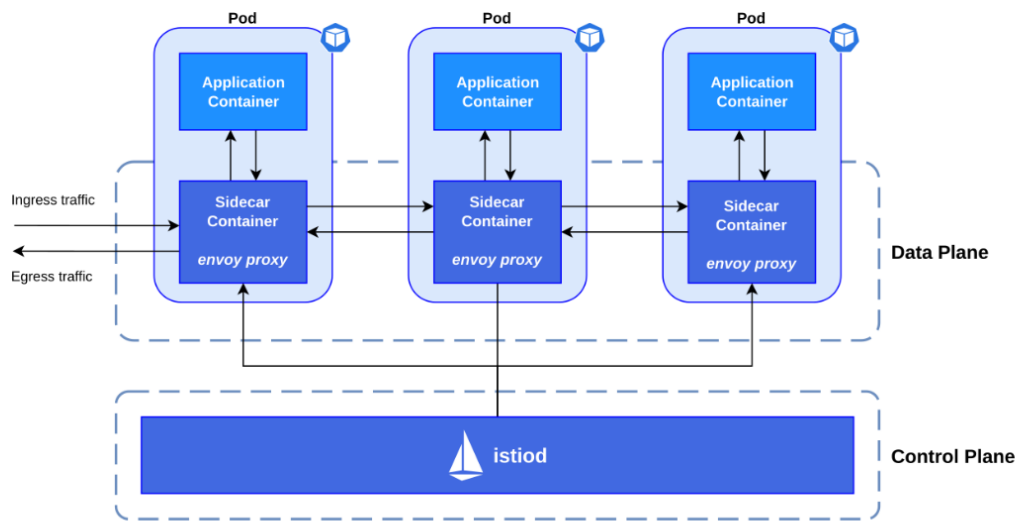 Pod
Pod
Pod
Application
Container
Application
Container
Application
Container
Ingress traffic
Egress traffic
Sidecar
Container
envoy proxy
Sidecar
Container
envoy proxy
Sidecar
Container
envoy proxy
Data Plane
istiod
Control Plane